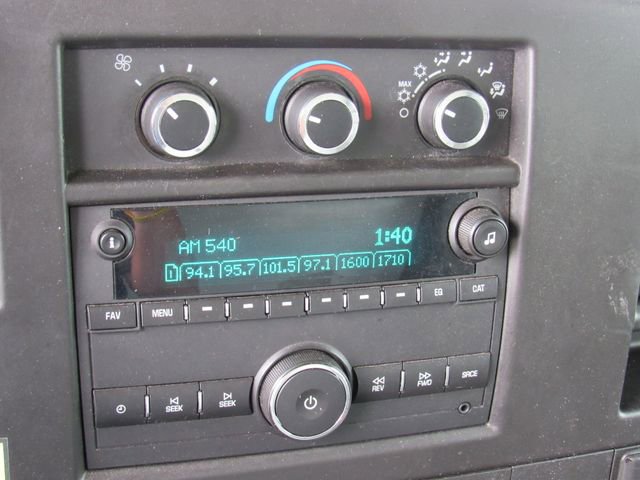 MAX
AM 540 1:40
1 94.1 95.7 101.5 97.1 1600 1710
FAV MENU EQ CAT
SEEK SEEK REV FWD SRCE